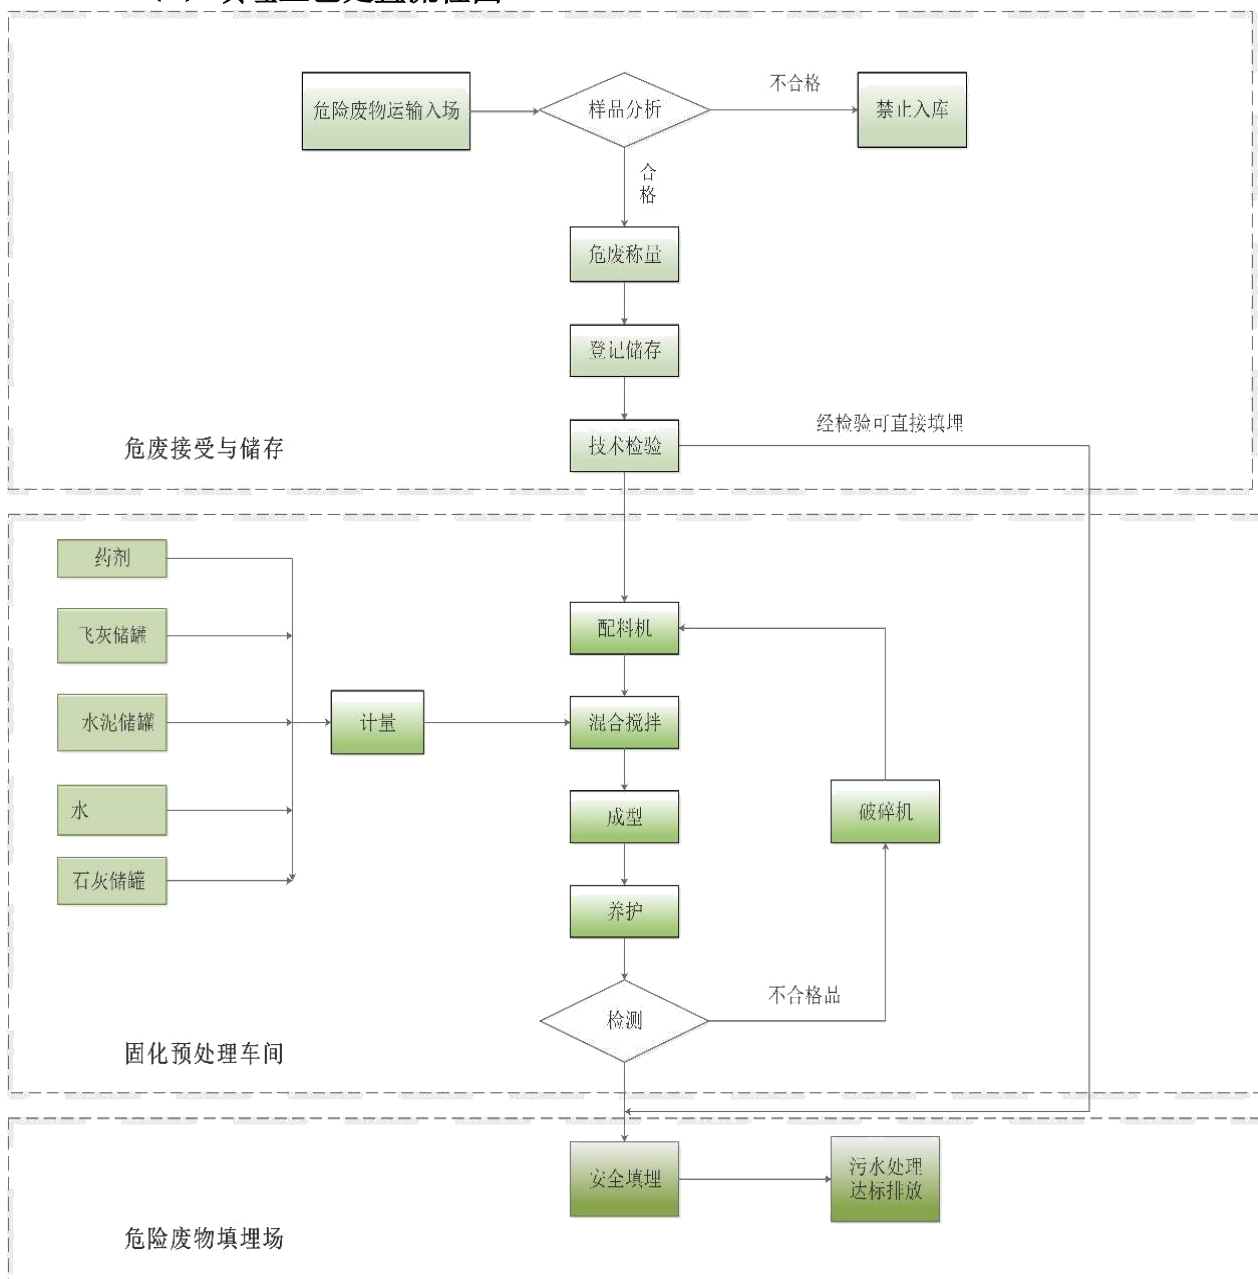 危险废物运输入场
样品分析
不合格
禁止入库
合
格
危废称量
登记储存
技术检验
经检验可直接填埋
危废接受与储存
药剂
飞灰储罐
水泥储罐
水
石灰储罐
计量
配料机
混合搅拌
成型
养护
检测
破碎机
不合格品
固化预处理车间
安全填埋
污水处理
达标排放
危险废物填埋场